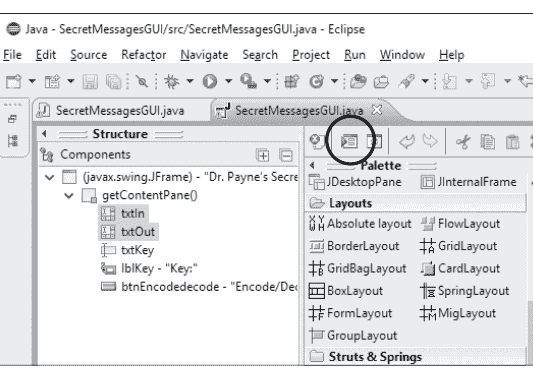 Java - SecretMessagesGUI/src/SecretMessagesGUI.java - Eclipse
File Edit Source Refactor Navigate Search Project Run Window Help
SecretMessagesGUI.java SecretMessagesGUI.java
Structure
Components
(javax.swing.JFrame) - "Dr. Payne's Secre
getContentPane()
txtIn
txtOut
txtKey
lblKey - "Key:"
btnEncodedecode - "Encode/Dec
Palette
JDesktopPane JInternalFrame
Layouts
Absolute layout FlowLayout
BorderLayout GridLayout
GridBagLayout CardLayout
BoxLayout SpringLayout
FormLayout MigLayout
GroupLayout
Struts & Springs